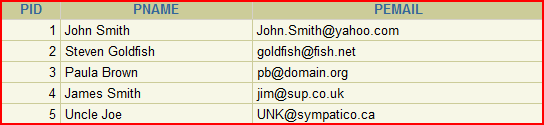 PID PNAME PEMAIL
1 John Smith John.Smith@yahoo.com
2 Steven Goldfish goldfish@fish.net
3 Paula Brown pb@domain.org
4 James Smith jim@sup.co.uk
5 Uncle Joe UNK@sympatico.ca